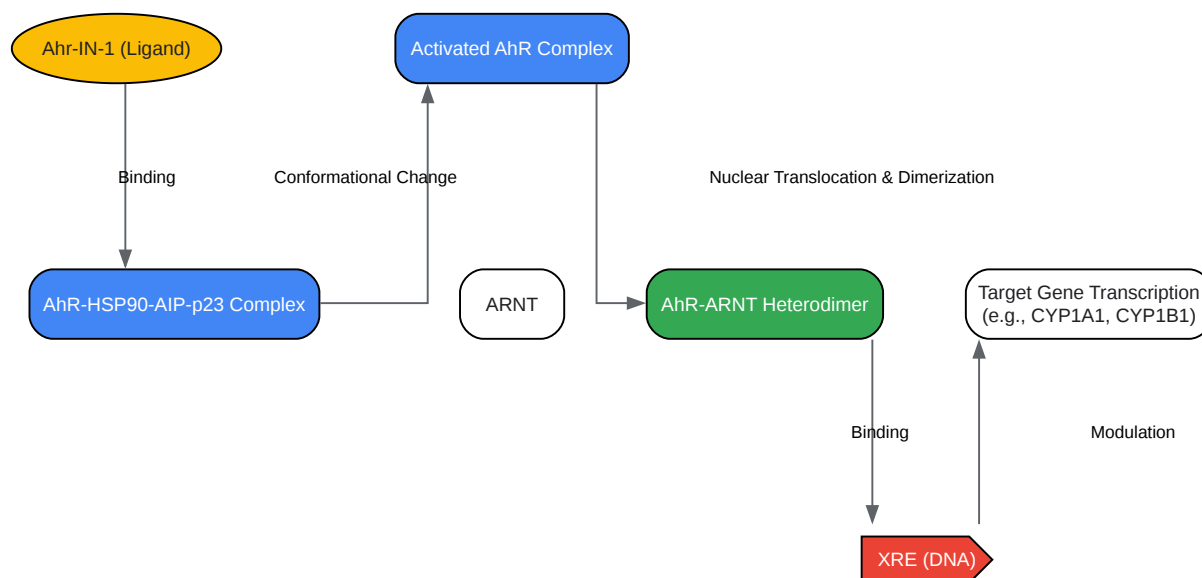 Ahr-IN-1 (Ligand)
Activated AhR Complex
Binding
Conformational Change
Nuclear Translocation & Dimerization
AhR-HSP90-AIP-p23 Complex
ARNT
AhR-ARNT Heterodimer
Target Gene Transcription
(e.g., CYP1A1, CYP1B1)
Binding
Modulation
XRE (DNA)